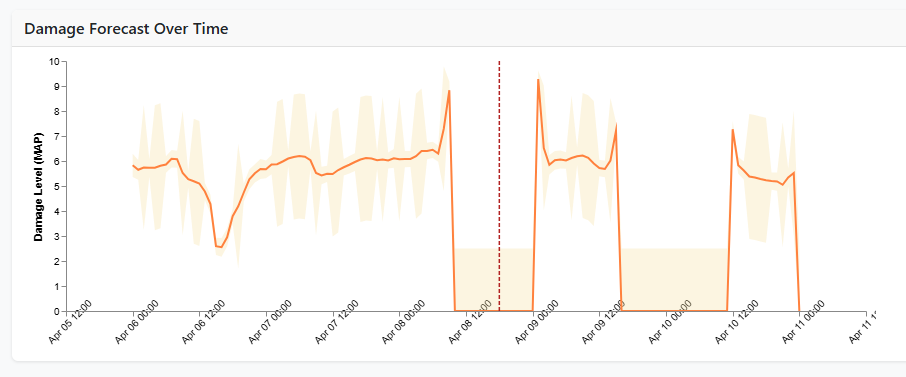 Damage Forecast Over Time
Damage Level (MAP)
10
9
8
7
6
5
4
3
2
1
0
Apr 05 12:00
Apr 06 00:00
Apr 06 12:00
Apr 07 00:00
Apr 07 12:00
Apr 08 00:00
Apr 08 12:00
Apr 09 00:00
Apr 09 12:00
Apr 10 00:00
Apr 10 12:00
Apr 11 00:00
Apr 11